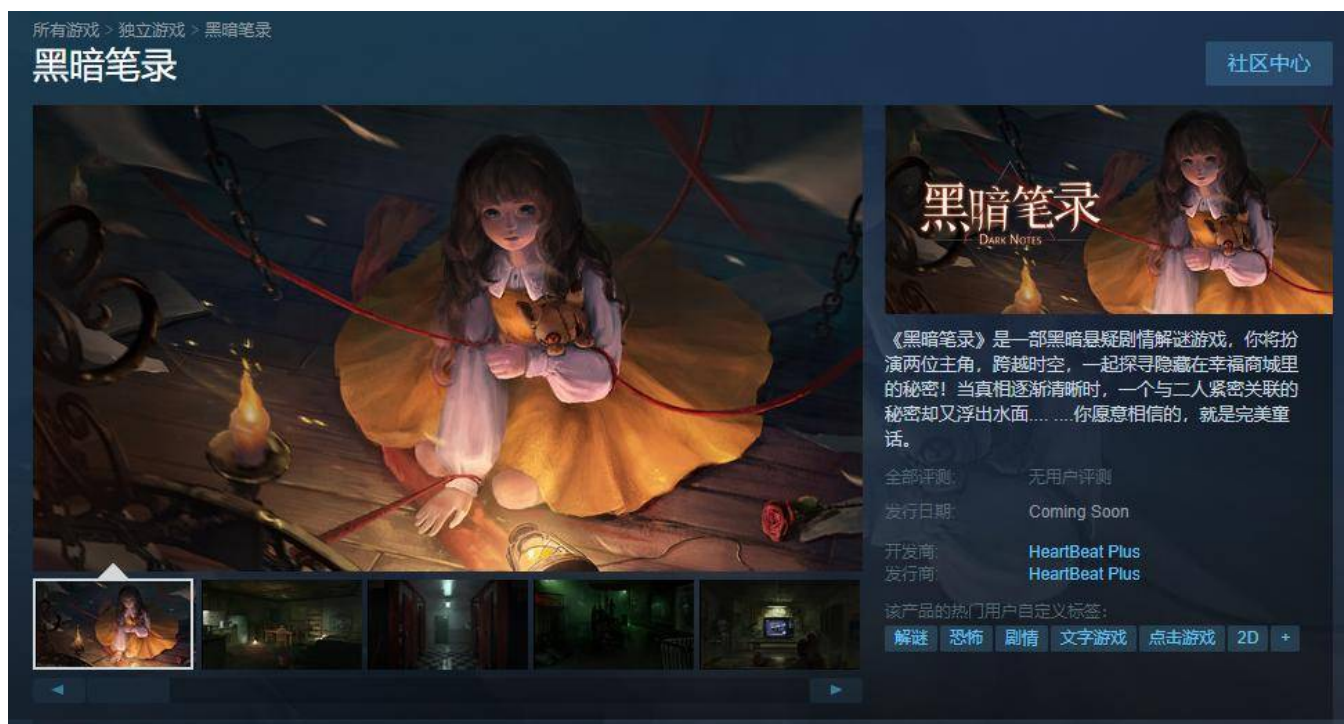 所有游戏 > 独立游戏 > 黑暗笔录
黑暗笔录
社区中心
黑暗笔录
DARK NOTES
《黑暗笔录》是一部黑暗悬疑剧情解谜游戏，你将扮
演两位主角，跨越时空，一起探寻隐藏在幸福商城里
的秘密！当真相逐渐清晰时，一个与二人紧密关联的
秘密却又浮出水面... ...你愿意相信的，就是完美童
话。
全部评测: 无用户评测
发行日期: Coming Soon
开发商: HeartBeat Plus
发行商: HeartBeat Plus
该产品的热门用户自定义标签：
解谜 恐怖 剧情 文字游戏 点击游戏 2D +